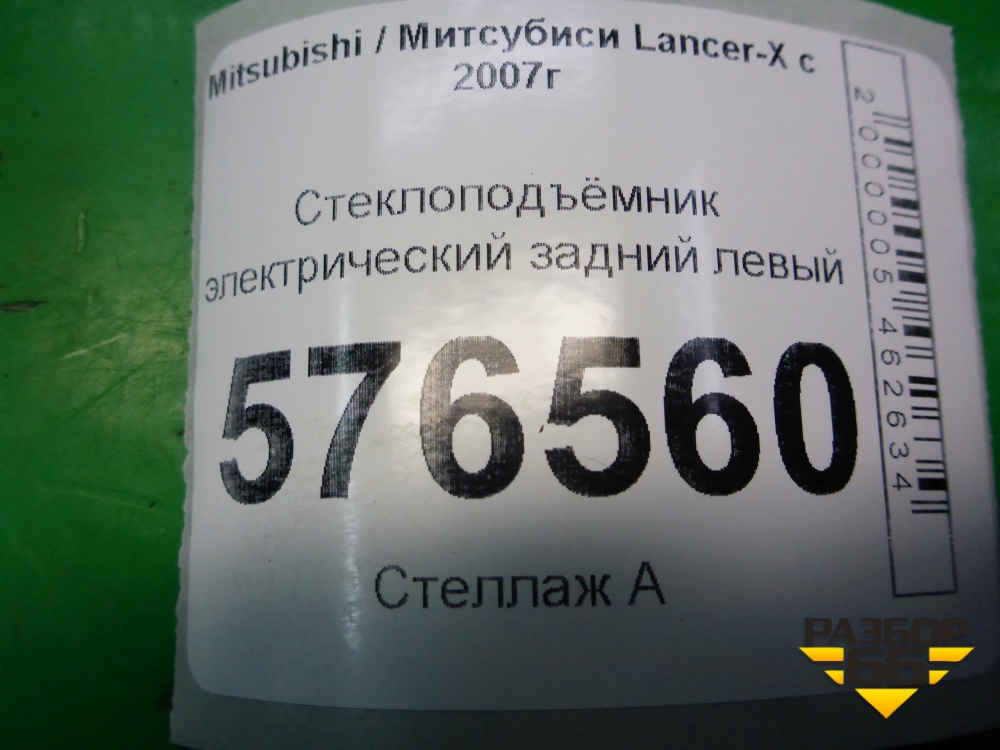 Mitsubishi / Митсубиси Lancer-X с
2007г
Стеклоподъёмник
электрический задний левый
576560
Стеллаж А
2000005462634
РАЗБОР
66